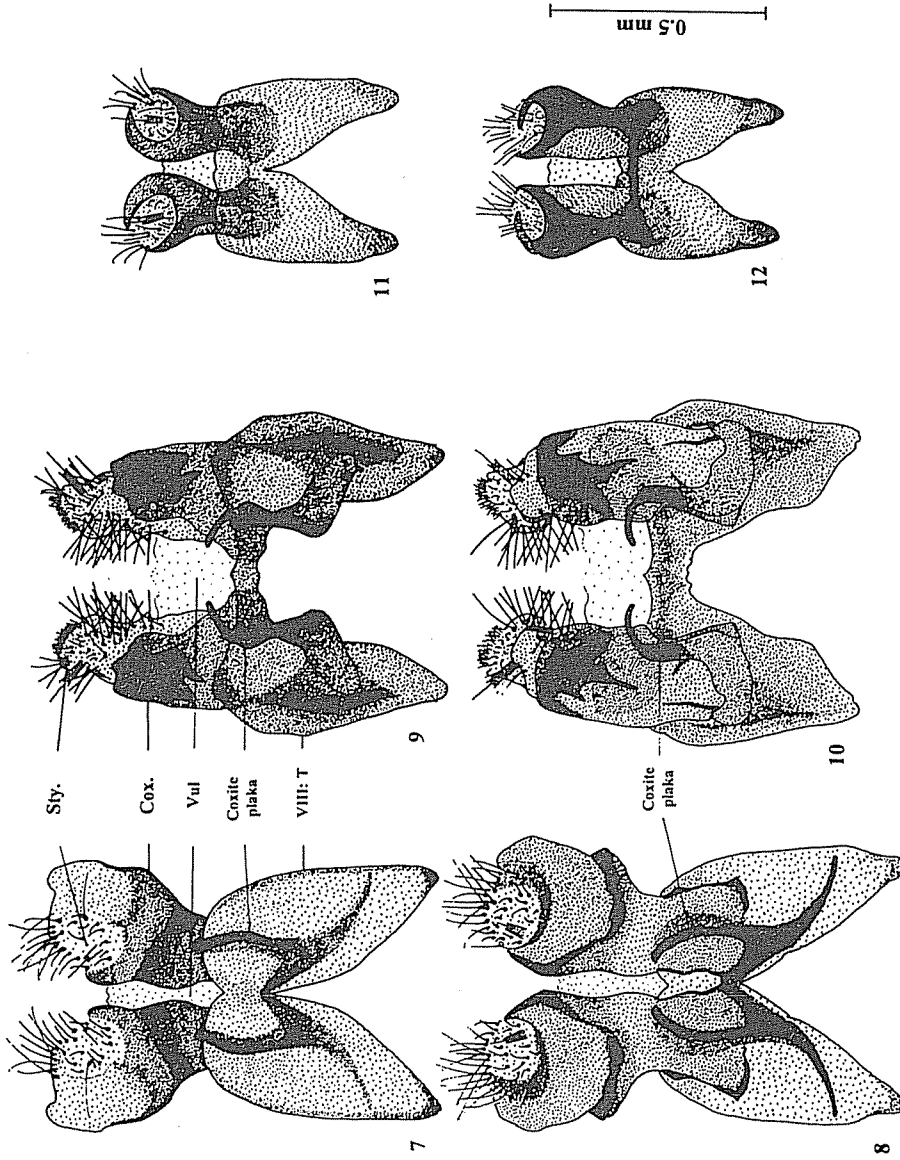 Sty.
Cox.
Vul
Coxite
plaka
VIII: T
Coxite
plaka
7
8
9
10
11
12
0.5 mm